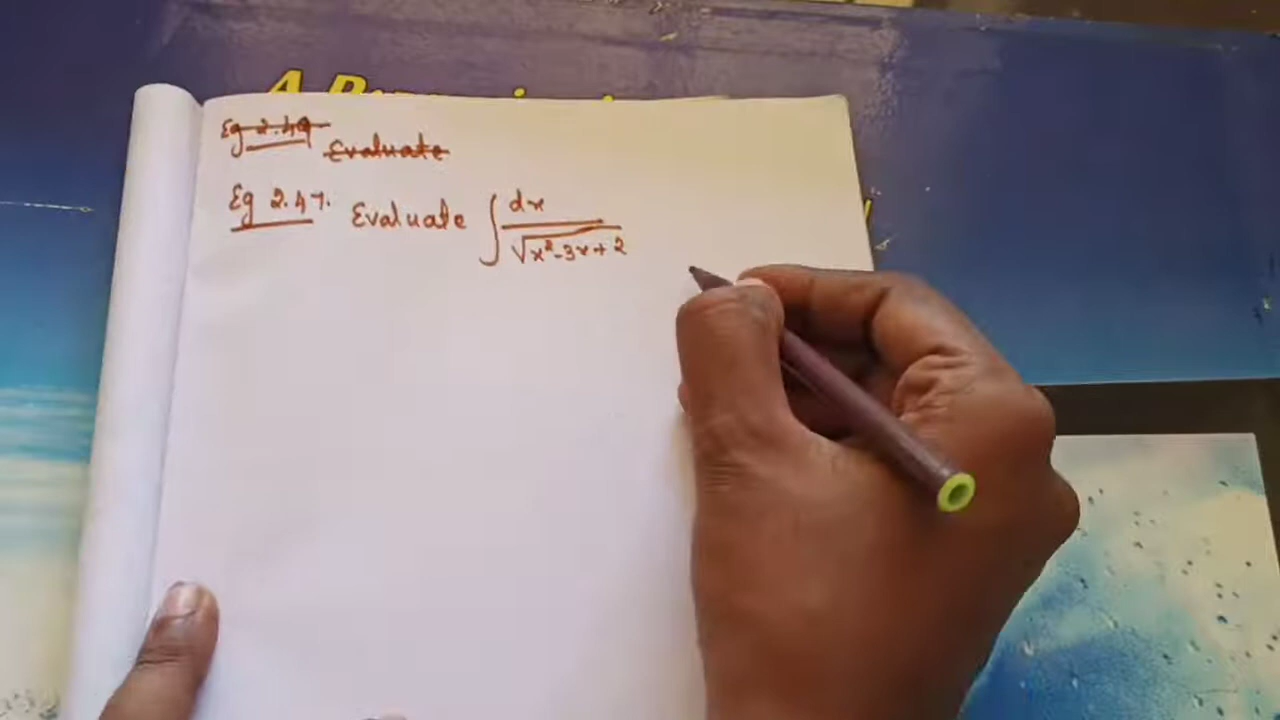 Eg 2.49 Evaluate
Eg 2.47. Evaluate ∫ dx / √x²-3x+2